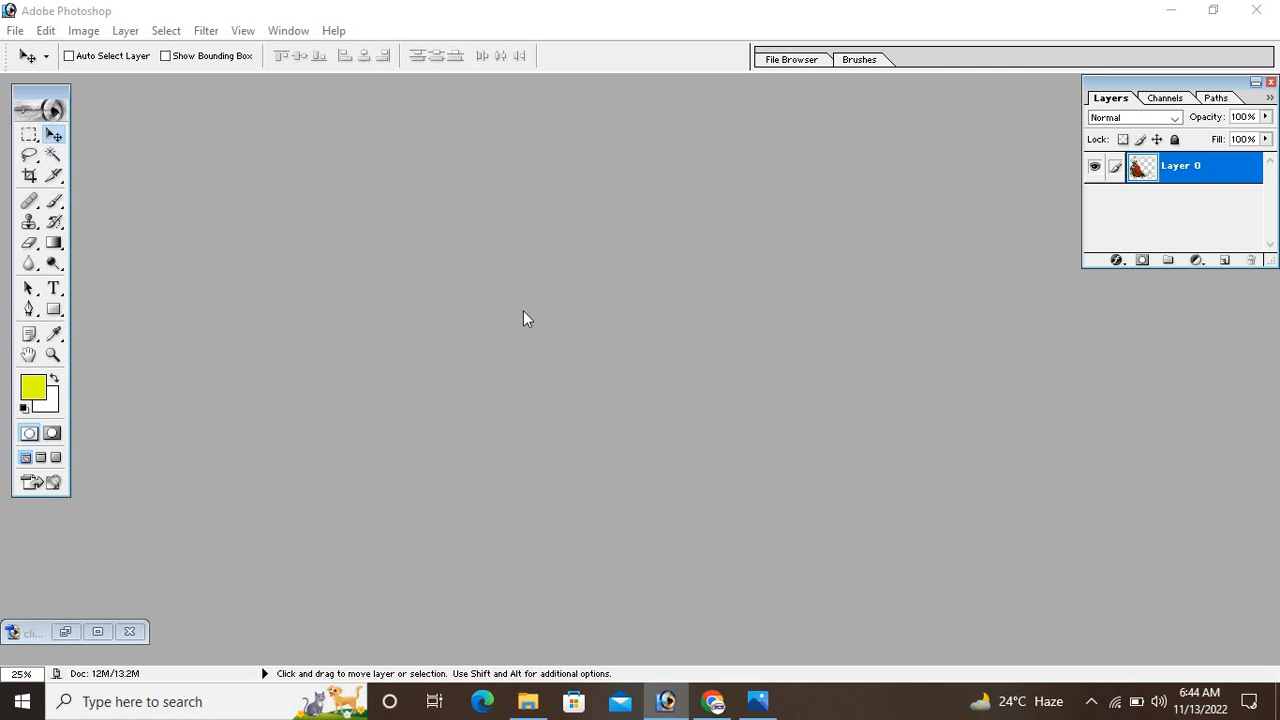 Adobe Photoshop
File Edit Image Layer Select Filter View Window Help
Auto Select Layer Show Bounding Box File Browser Brushes
Layers Channels Paths
Normal Opacity: 100%
Lock: Fill: 100%
Layer 0
T
cli...
25% Doc: 12M/13.2M Click and drag to move layer or selection. Use Shift and Alt for additional options.
Type here to search 24°C Haze 6:44 AM
11/13/2022